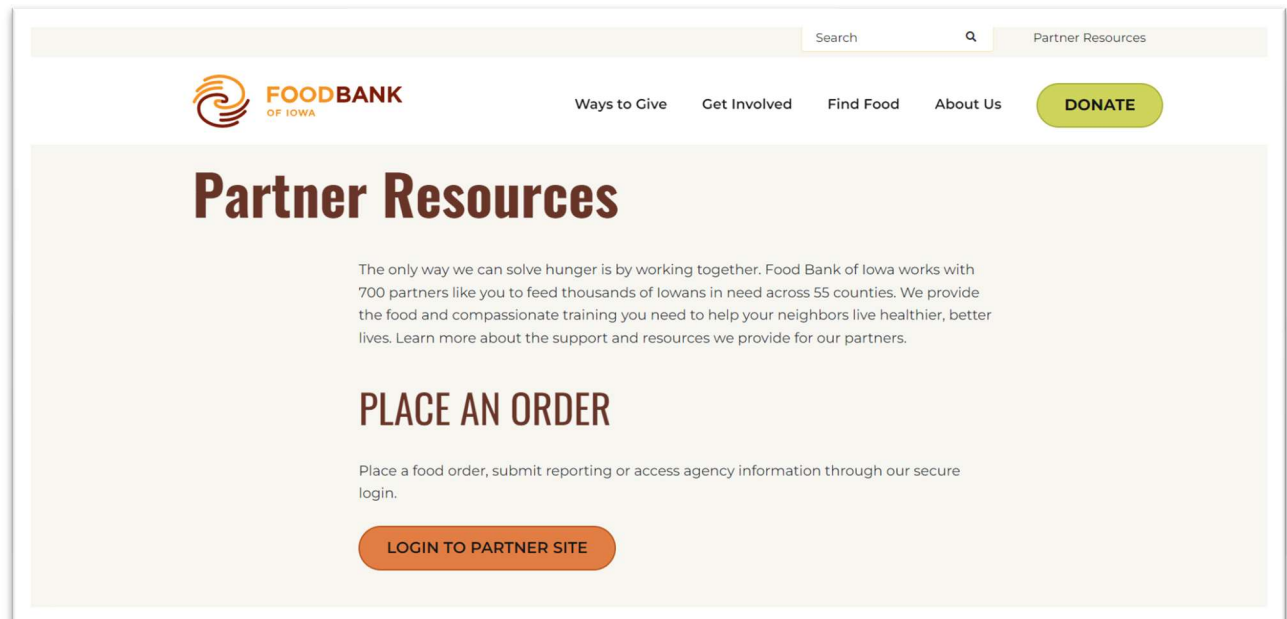 Search
Partner Resources
FOODBANK
OF IOWA
Ways to Give
Get Involved
Find Food
About Us
DONATE
Partner Resources
The only way we can solve hunger is by working together. Food Bank of Iowa works with
700 partners like you to feed thousands of Iowans in need across 55 counties. We provide
the food and compassionate training you need to help your neighbors live healthier, better
lives. Learn more about the support and resources we provide for our partners.
PLACE AN ORDER
Place a food order, submit reporting or access agency information through our secure
login.
LOGIN TO PARTNER SITE